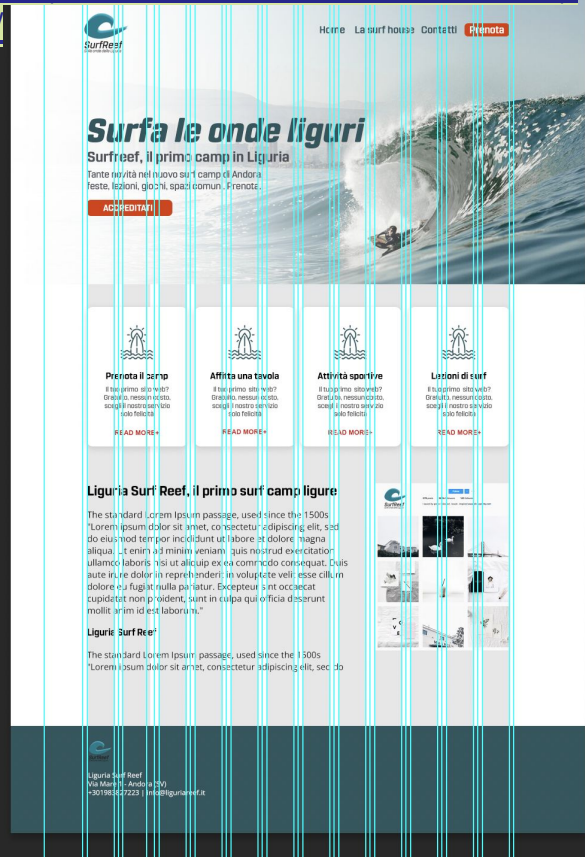 SurfReef
Home La surf house Contatti Prenota
Surfa le onde liguri
Surfreef, il primo camp in Liguria
Tante novità nel nuovo surf camp di Andora
feste, lezioni, giochi, spazi comuni. Prenota.
ACCREDITATI
Prenota il camp
Il tuo primo sito web?
Gratuito, nessun costo,
scegli il nostro servizio
solo felicità
READ MORE+
Affitta una tavola
Il tuo primo sito web?
Gratuito, nessun costo,
scegli il nostro servizio
solo felicità
READ MORE+
Attività sportive
Il tuo primo sito web?
Gratuito, nessun costo,
scegli il nostro servizio
solo felicità
READ MORE+
Lezioni di surf
Il tuo primo sito web?
Gratuito, nessun costo,
scegli il nostro servizio
solo felicità
READ MORE+
Liguria Surf Reef, il primo surf camp ligure
The standard Lorem Ipsum passage, used since the 1500s
"Lorem ipsum dolor sit amet, consectetur adipiscing elit, sed
do eiusmod tempor incididunt ut labore et dolore magna
aliqua. Ut enim ad minim veniam, quis nostrud exercitation
ullamco laboris nisi ut aliquip ex ea commodo consequat. Duis
aute irure dolor in reprehenderit in voluptate velit esse cillum
dolore eu fugiat nulla pariatur. Excepteur sint occaecat
cupidatat non proident, sunt in culpa qui officia deserunt
mollit anim id est laborum."
Liguria Surf Reef
The standard Lorem Ipsum passage, used since the 1500s
"Lorem ipsum dolor sit amet, consectetur adipiscing elit, sed do
SurfReef
Liguria Surf Reef
Via Mare 1 - Andora (SV)